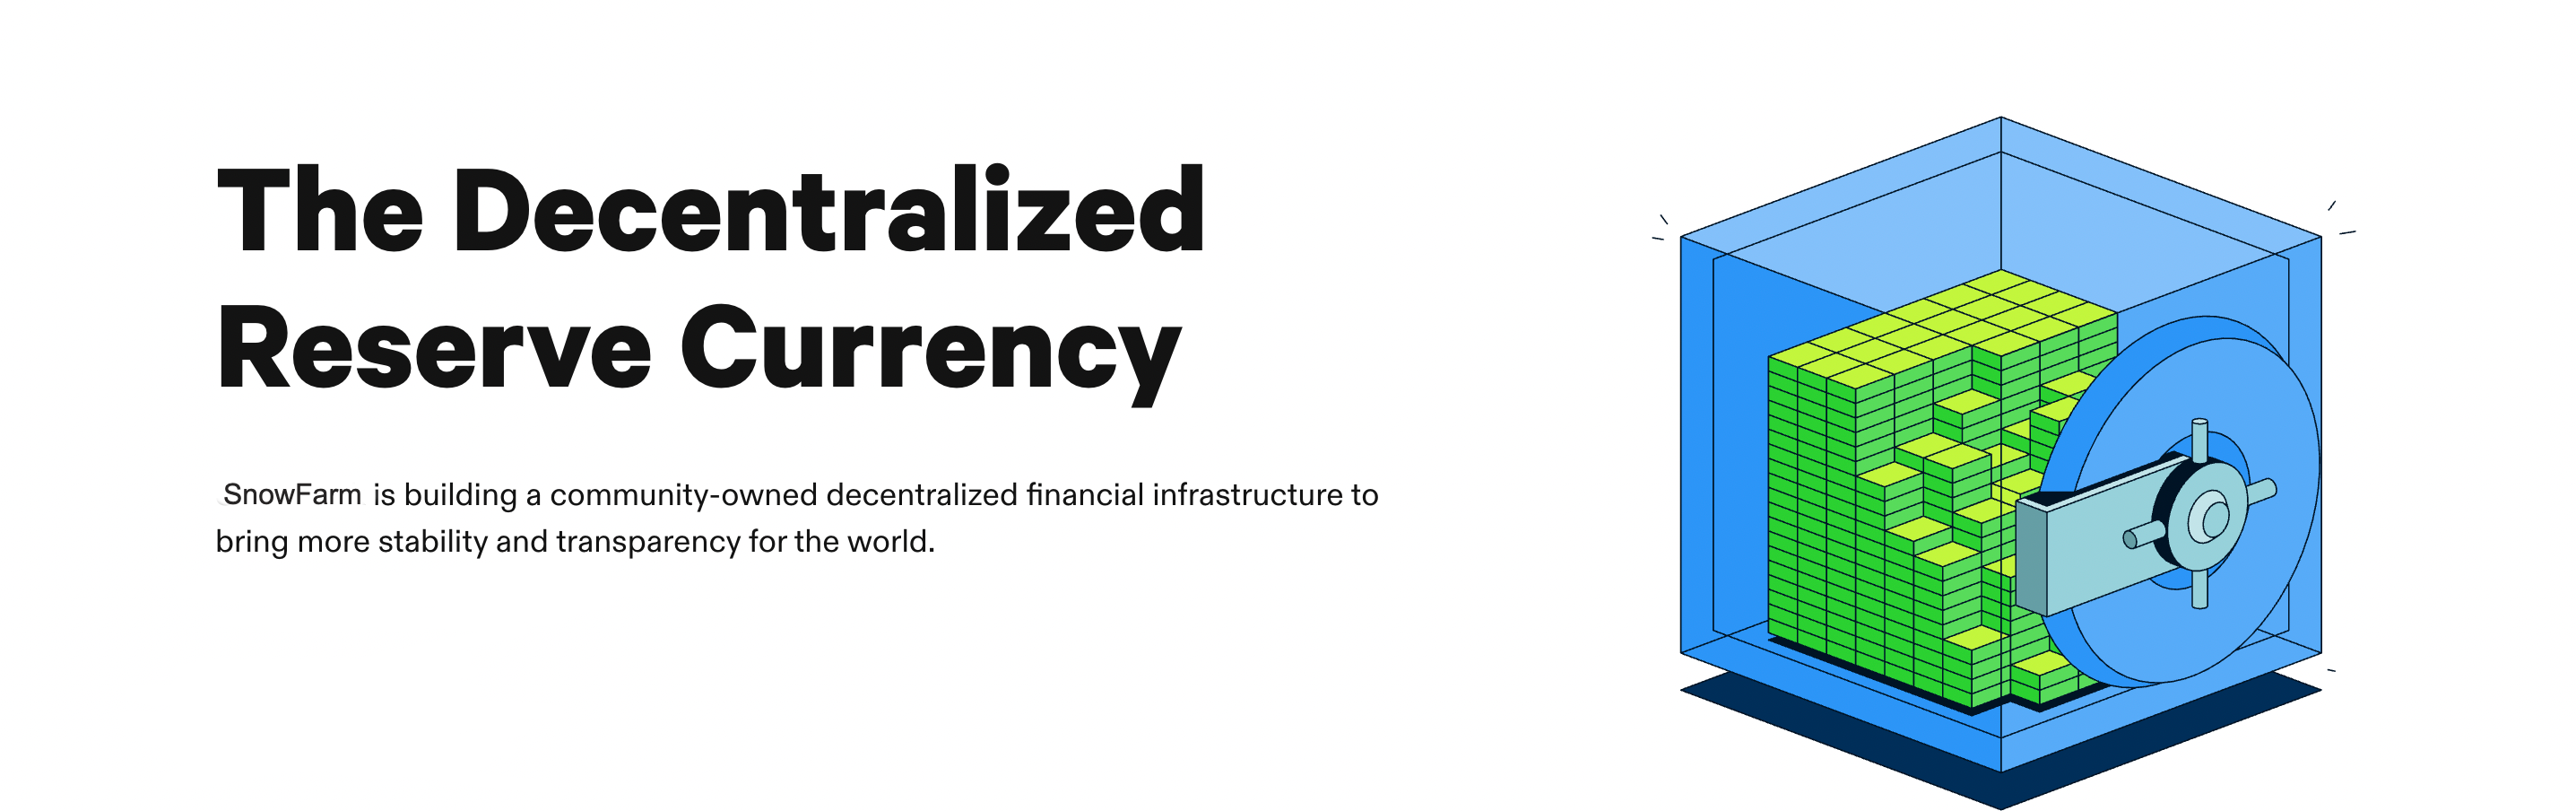 The Decentralized
Reserve Currency
SnowFarm is building a community-owned decentralized financial infrastructure to
bring more stability and transparency for the world.